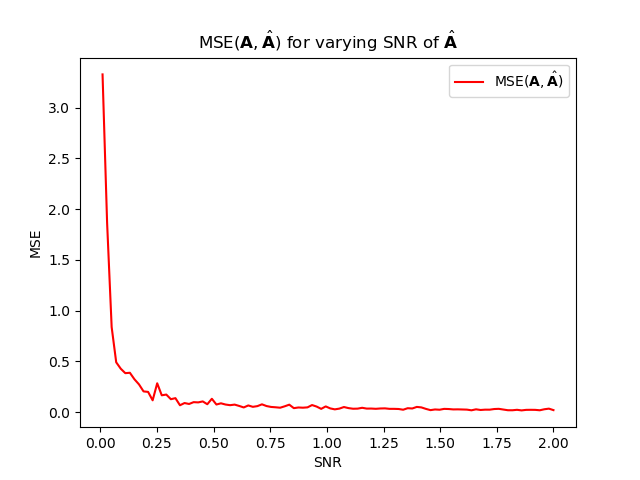 MSE(𝐀, 𝐀̂) for varying SNR of 𝐀̂
MSE(𝐀, 𝐀̂)
3.0
2.5
2.0
1.5
1.0
0.5
0.0
MSE
0.00 0.25 0.50 0.75 1.00 1.25 1.50 1.75 2.00
SNR